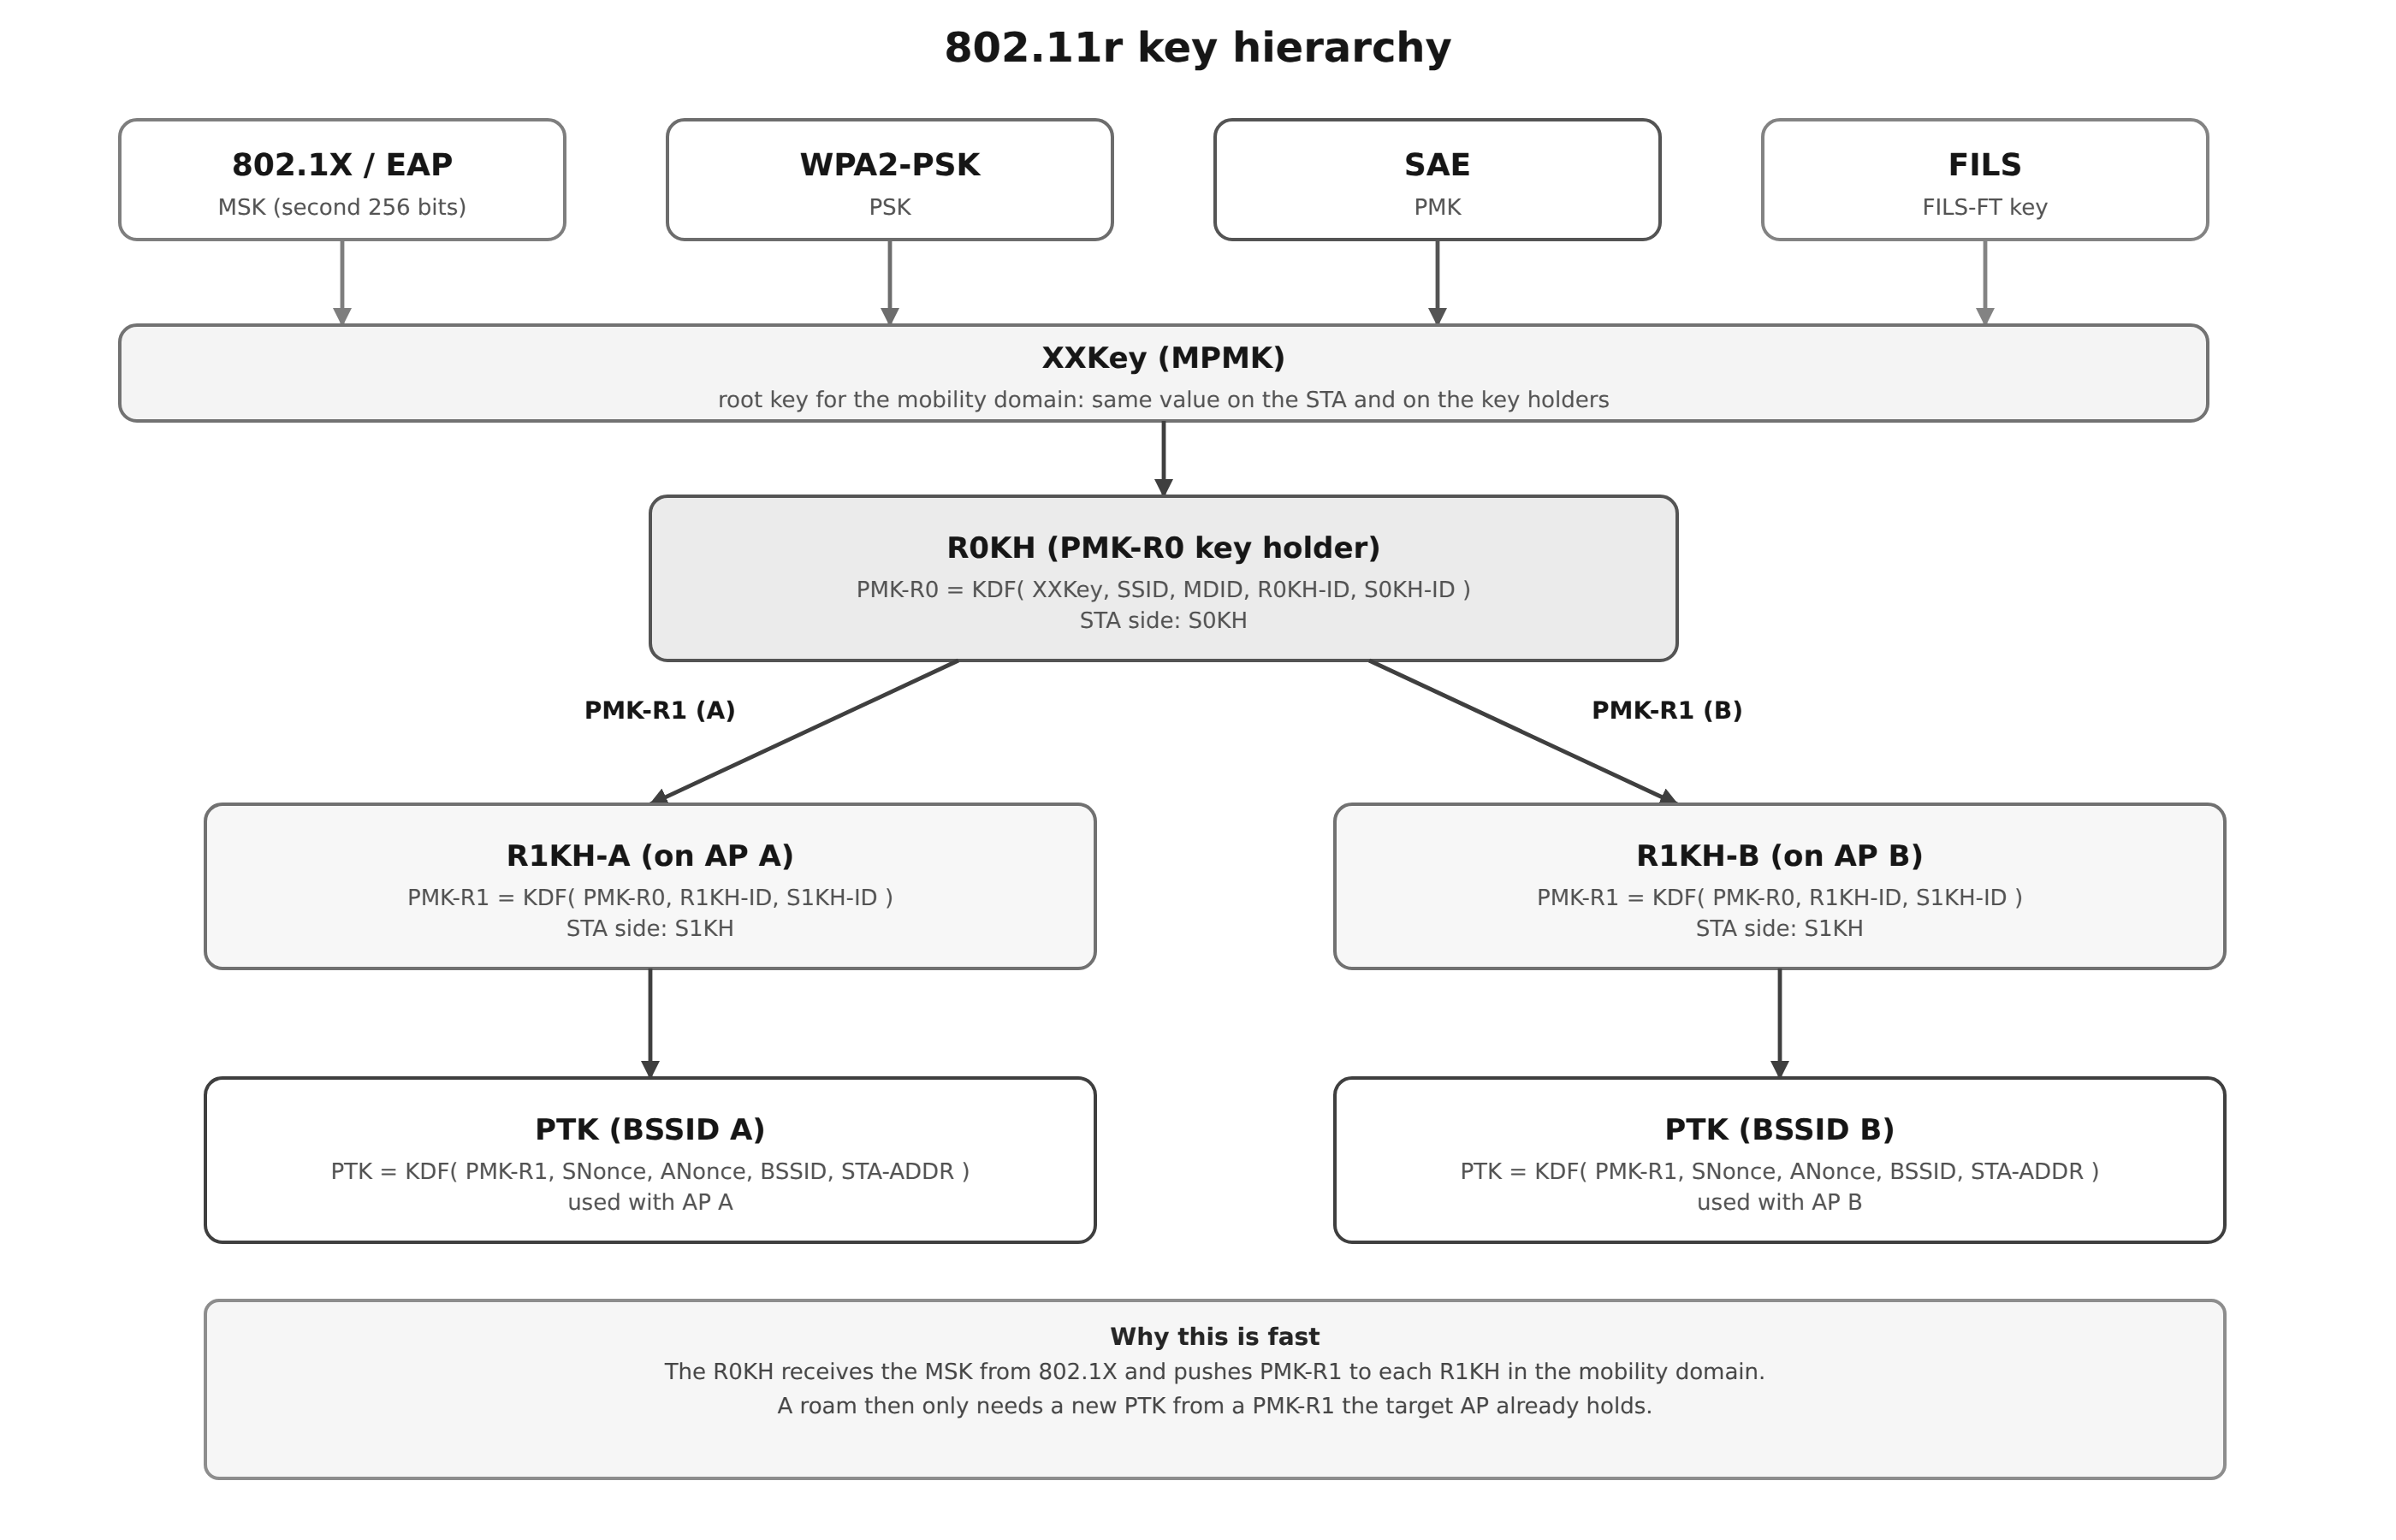 802.11r key hierarchy
802.1X / EAP
MSK (second 256 bits)
WPA2-PSK
PSK
SAE
PMK
FILS
FILS-FT key
XXKey (MPMK)
root key for the mobility domain: same value on the STA and on the key holders
R0KH (PMK-R0 key holder)
PMK-R0 = KDF( XXKey, SSID, MDID, R0KH-ID, S0KH-ID )
STA side: S0KH
PMK-R1 (A)
PMK-R1 (B)
R1KH-A (on AP A)
PMK-R1 = KDF( PMK-R0, R1KH-ID, S1KH-ID )
STA side: S1KH
R1KH-B (on AP B)
PMK-R1 = KDF( PMK-R0, R1KH-ID, S1KH-ID )
STA side: S1KH
PTK (BSSID A)
PTK = KDF( PMK-R1, SNonce, ANonce, BSSID, STA-ADDR )
used with AP A
PTK (BSSID B)
PTK = KDF( PMK-R1, SNonce, ANonce, BSSID, STA-ADDR )
used with AP B
Why this is fast
The R0KH receives the MSK from 802.1X and pushes PMK-R1 to each R1KH in the mobility domain.
A roam then only needs a new PTK from a PMK-R1 the target AP already holds.